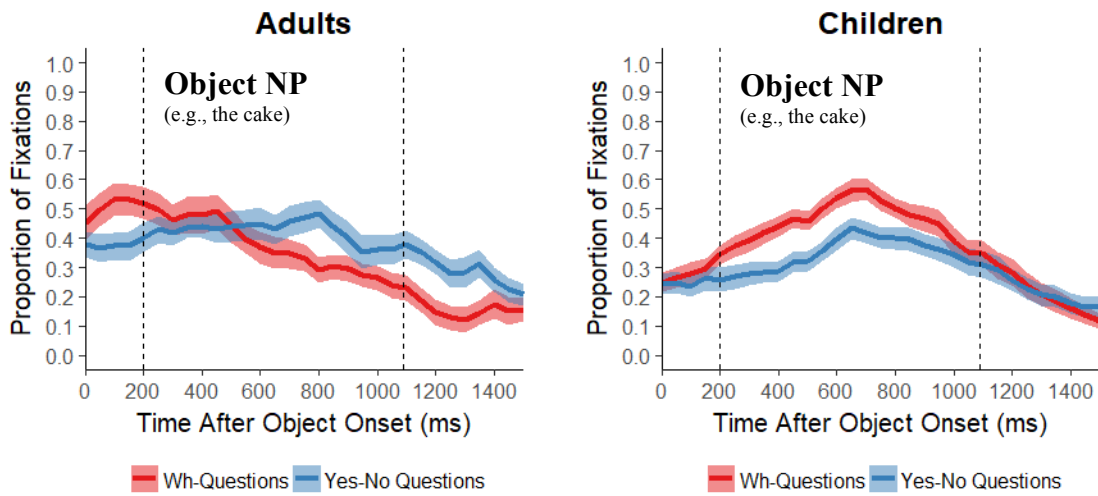 Adults
Proportion of Fixations
1.0
0.9
0.8
0.7
0.6
0.5
0.4
0.3
0.2
0.1
0.0
Object NP
(e.g., the cake)
0 200 400 600 800 1000 1200 1400
Time After Object Onset (ms)
Wh-Questions Yes-No Questions
Children
Proportion of Fixations
1.0
0.9
0.8
0.7
0.6
0.5
0.4
0.3
0.2
0.1
0.0
Object NP
(e.g., the cake)
0 200 400 600 800 1000 1200 1400
Time After Object Onset (ms)
Wh-Questions Yes-No Questions